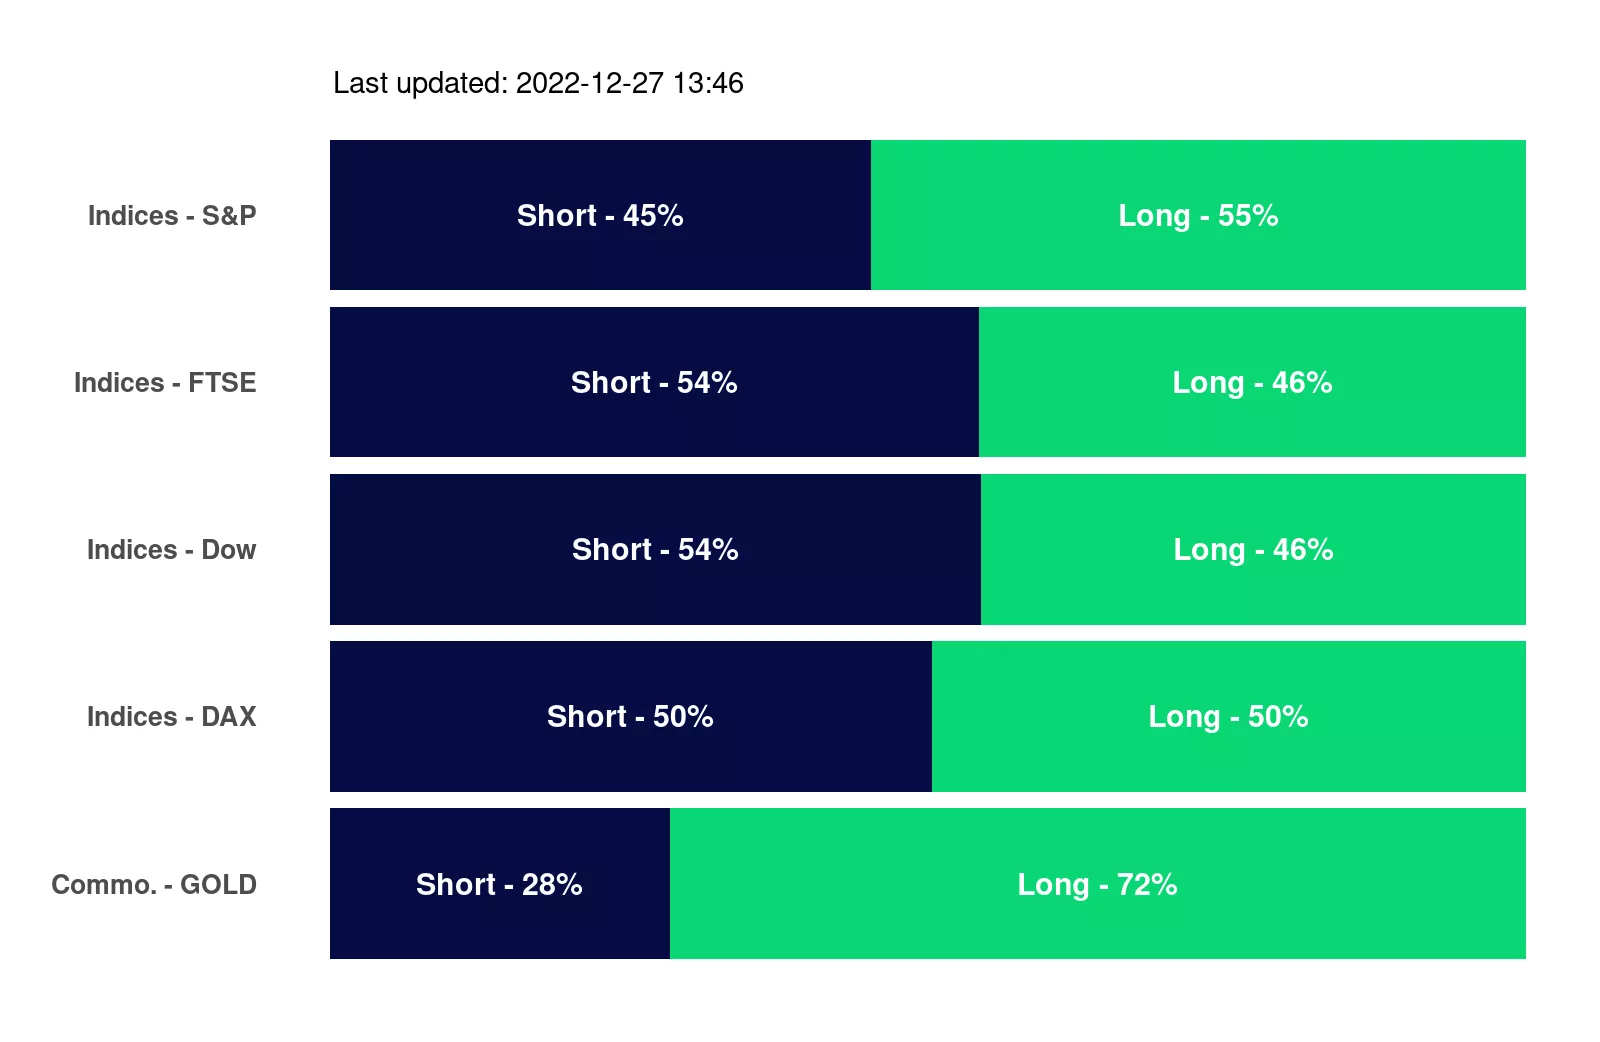 Last updated: 2022-12-27 13:46
Indices - S&P Short - 45% Long - 55%
Indices - FTSE Short - 54% Long - 46%
Indices - Dow Short - 54% Long - 46%
Indices - DAX Short - 50% Long - 50%
Commo. - GOLD Short - 28% Long - 72%